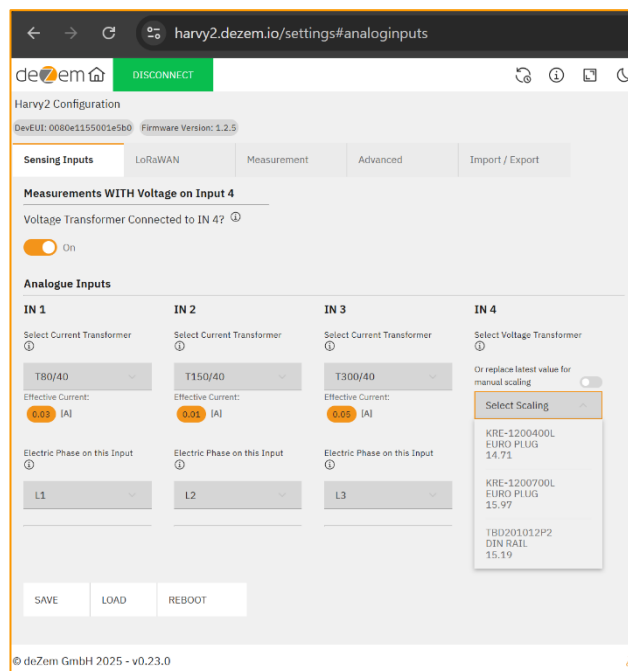 harvy2.dezem.io/settings#analoginputs
deZem
DISCONNECT
Harvy2 Configuration
DevEUI: 0080e1155001e5b0
Firmware Version: 1.2.5
Sensing Inputs
LoRaWAN
Measurement
Advanced
Import / Export
Measurements WITH Voltage on Input 4
Voltage Transformer Connected to IN 4?
On
Analogue Inputs
IN 1
IN 2
IN 3
IN 4
Select Current Transformer
Select Current Transformer
Select Current Transformer
Select Voltage Transformer
T80/40
T150/40
T300/40
Or replace latest value for
manual scaling
Effective Current:
0.03 [A]
Effective Current:
0.01 [A]
Effective Current:
0.05 [A]
Select Scaling
KRE-1200400L
EURO PLUG
14.71
KRE-1200700L
EURO PLUG
15.97
TBD201012P2
DIN RAIL
15.19
Electric Phase on this Input
Electric Phase on this Input
Electric Phase on this Input
L1
L2
L3
SAVE
LOAD
REBOOT
© deZem GmbH 2025 - v0.23.0